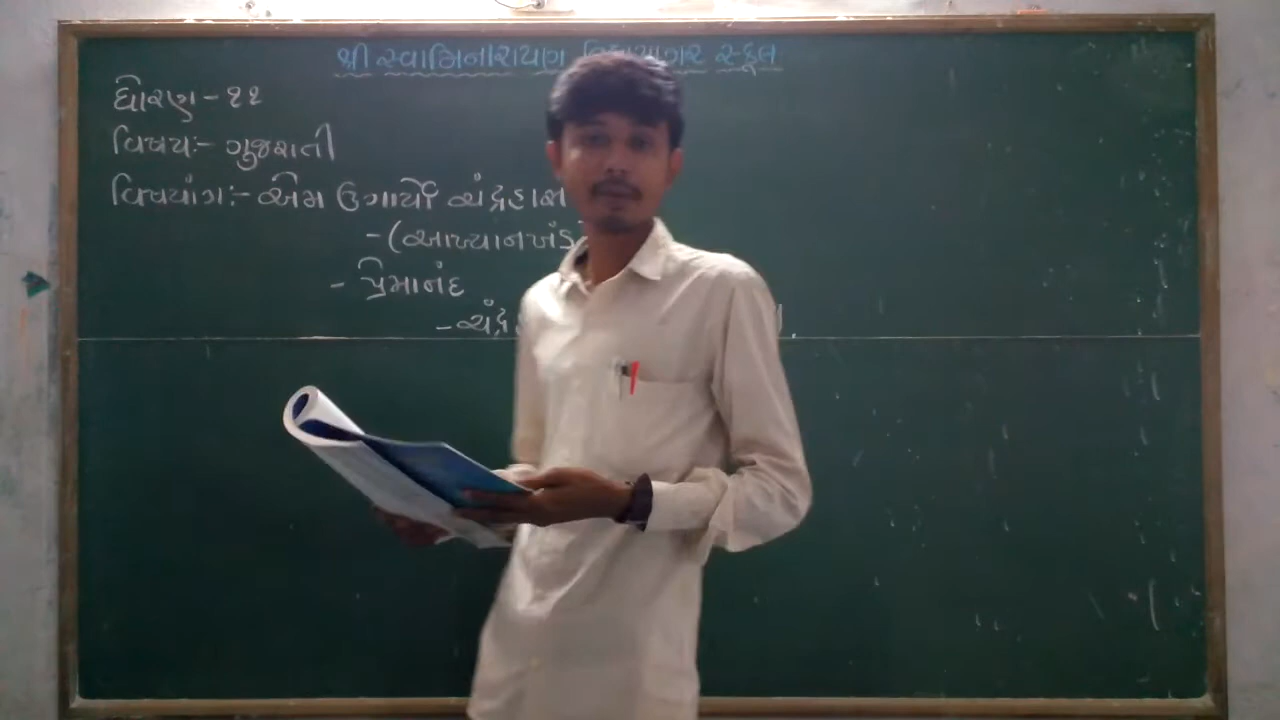 શ્રી સ્વામિનારાયણ સ્કૂલ
ધોરણ - ૧૧
વિષય:- ગુજરાતી
વિષયાંગ:- એમ ઉગાર્યો ચંદ્રહાસ
- (આખ્યાનખંડ
- પ્રેમાનંદ